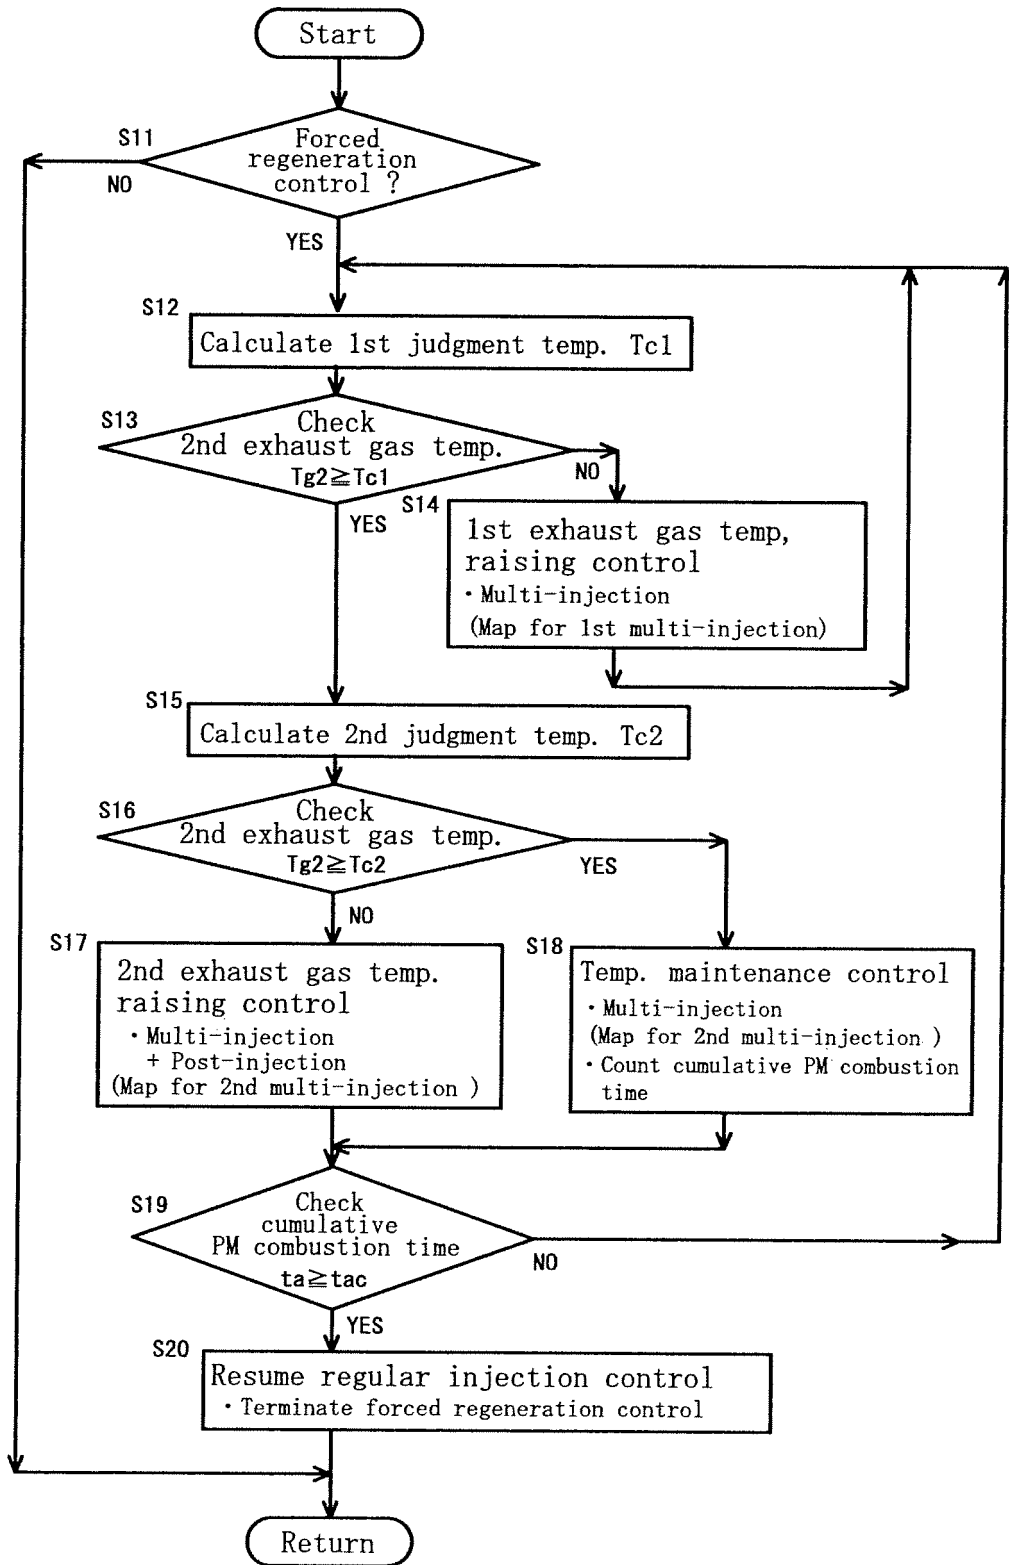 Start
S11
Forced
regeneration
control ?
NO
YES
S12
Calculate 1st judgment temp. Tc1
S13
Check
2nd exhaust gas temp.
Tg2≧Tc1
NO
YES
S14
1st exhaust gas temp,
raising control
・Multi-injection
(Map for 1st multi-injection)
S15
Calculate 2nd judgment temp. Tc2
S16
Check
2nd exhaust gas temp.
Tg2≧Tc2
YES
NO
S17
2nd exhaust gas temp.
raising control
・Multi-injection
+ Post-injection
(Map for 2nd multi-injection )
S18
Temp. maintenance control
・Multi-injection
(Map for 2nd multi-injection )
・Count cumulative PM combustion
time
S19
Check
cumulative
PM combustion time
ta≧tac
NO
YES
S20
Resume regular injection control
・Terminate forced regeneration control
Return